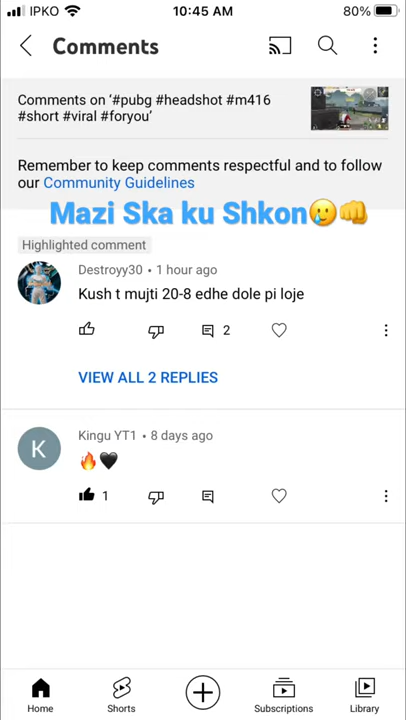 IPKO 10:45 AM 80%
Comments
Comments on ‘#pubg #headshot #m416
#short #viral #foryou’
Remember to keep comments respectful and to follow
our Community Guidelines
Mazi Ska ku Shkon🥲👊
Highlighted comment
Destroyy30 • 1 hour ago
Kush t mujti 20-8 edhe dole pi loje
2
VIEW ALL 2 REPLIES
K
Kingu YT1 • 8 days ago
🔥🖤
1
Home Shorts Subscriptions Library